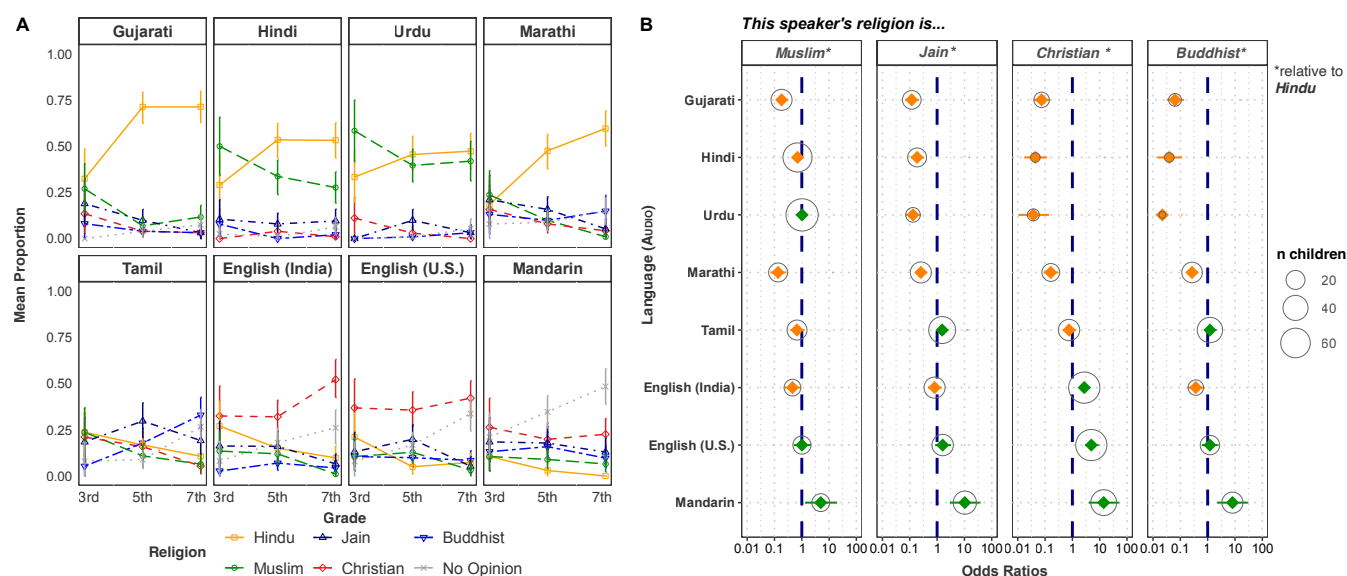 A
Gujarati Hindi Urdu Marathi
1.00
0.75
0.50
0.25
0.00
Mean Proportion
Tamil English (India) English (U.S.) Mandarin
1.00
0.75
0.50
0.25
0.00
3rd 5th 7th 3rd 5th 7th 3rd 5th 7th 3rd 5th 7th
Grade
Religion
Hindu Jain Buddhist
Muslim Christian No Opinion
B
This speaker's religion is...
Muslim* Jain* Christian * Buddhist*
*relative to
Hindu
Language (Audio)
Gujarati
Hindi
Urdu
Marathi
Tamil
English (India)
English (U.S.)
Mandarin
0.01 0.1 1 10 100 0.01 0.1 1 10 100 0.01 0.1 1 10 100 0.01 0.1 1 10 100
Odds Ratios
n children
20
40
60